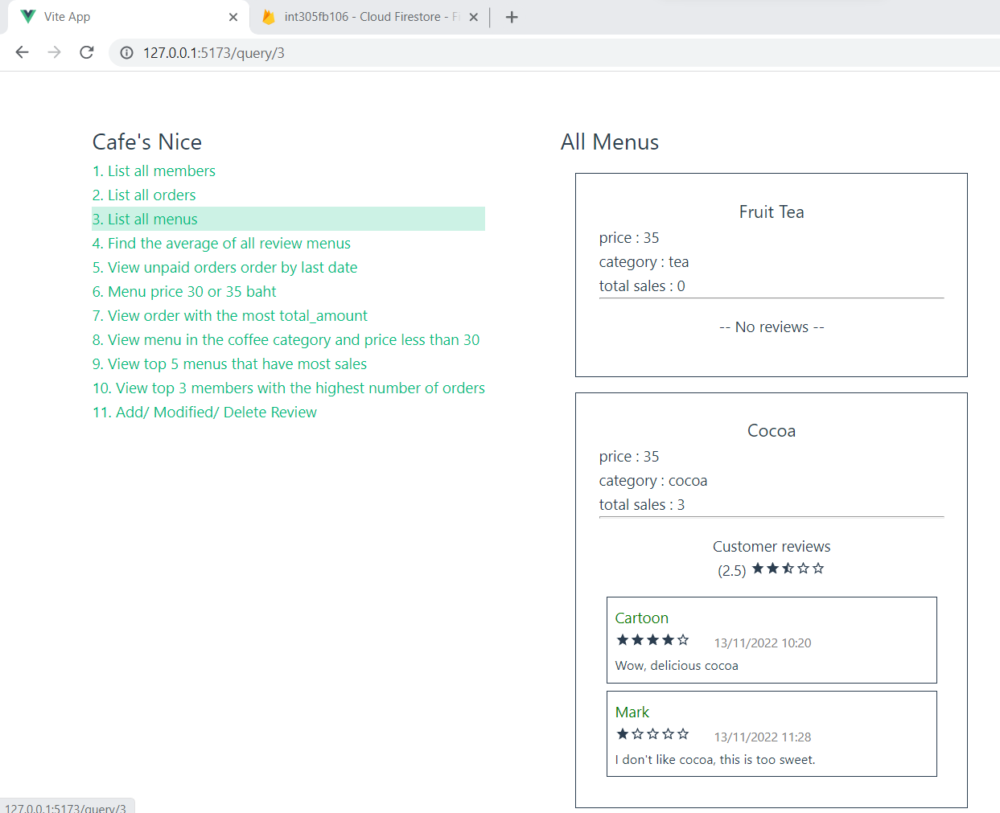 Vite App
int305fb106 - Cloud Firestore - Fi
127.0.0.1:5173/query/3
Cafe's Nice
1. List all members
2. List all orders
3. List all menus
4. Find the average of all review menus
5. View unpaid orders order by last date
6. Menu price 30 or 35 baht
7. View order with the most total_amount
8. View menu in the coffee category and price less than 30
9. View top 5 menus that have most sales
10. View top 3 members with the highest number of orders
11. Add/ Modified/ Delete Review
All Menus
Fruit Tea
price : 35
category : tea
total sales : 0
-- No reviews --
Cocoa
price : 35
category : cocoa
total sales : 3
Customer reviews
(2.5)
Cartoon
13/11/2022 10:20
Wow, delicious cocoa
Mark
13/11/2022 11:28
I don't like cocoa, this is too sweet.
127.0.0.1:5173/query/3